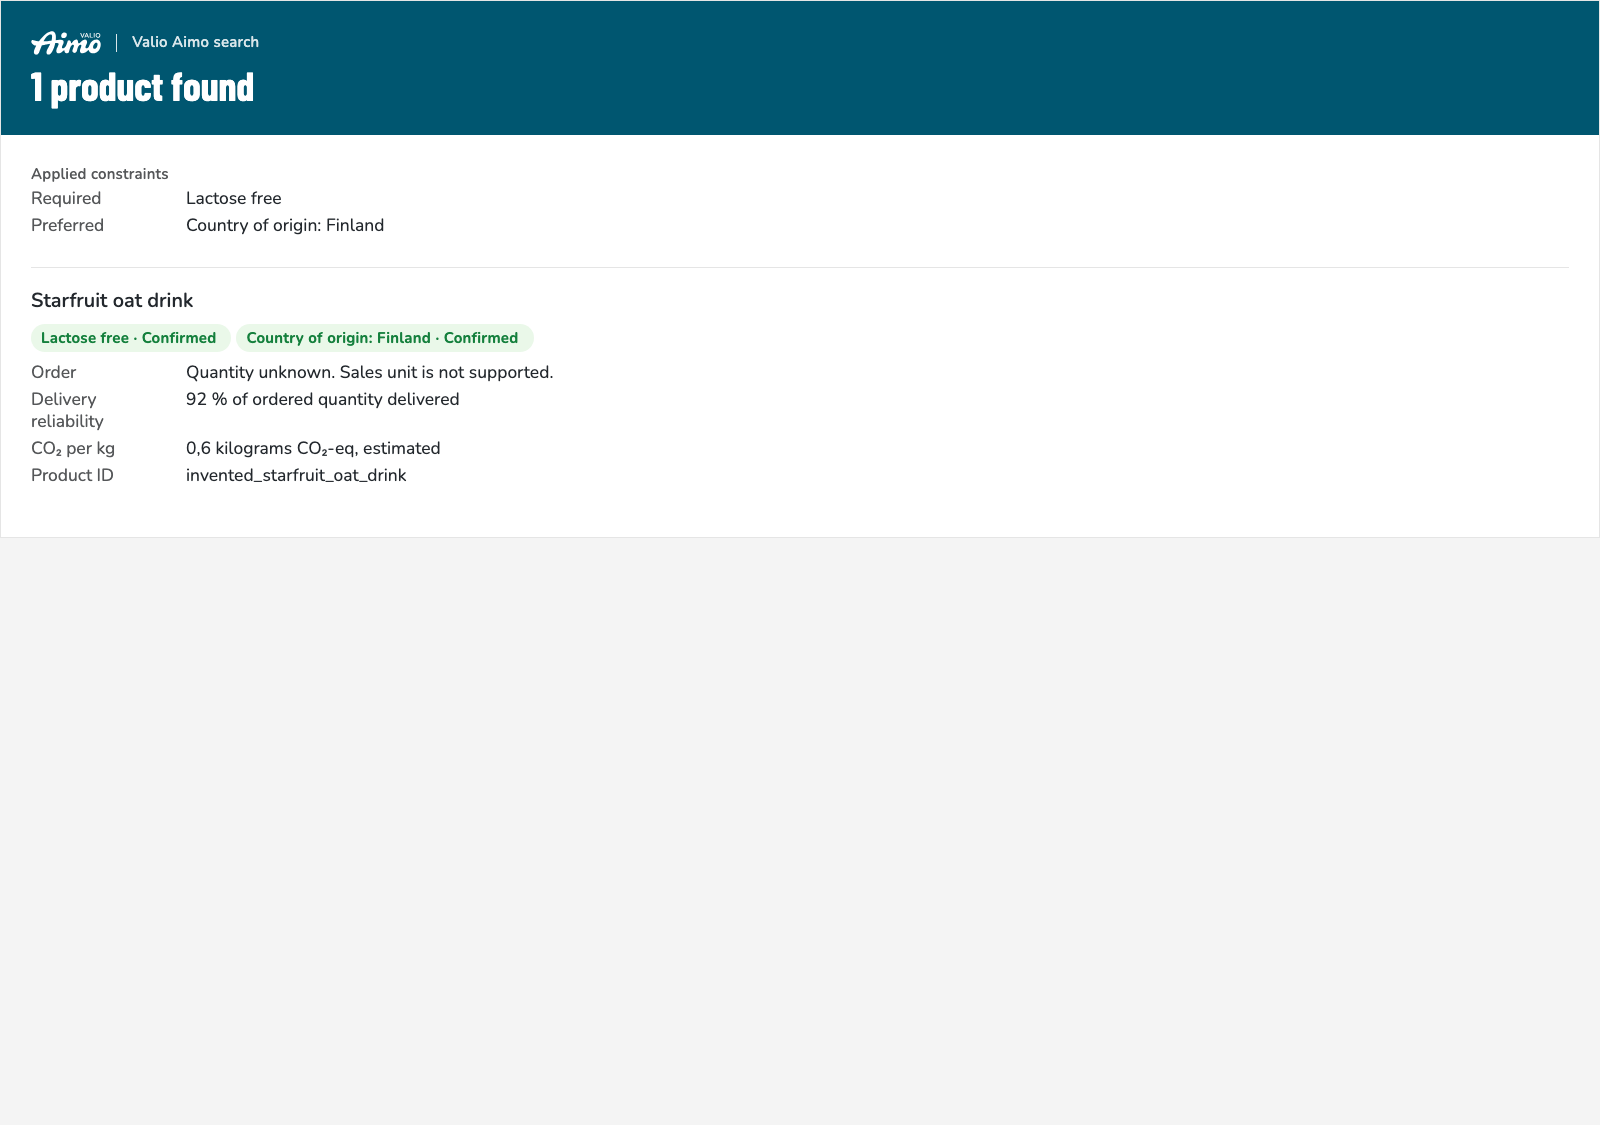 Aimo VALIO
Valio Aimo search
1 product found
Applied constraints
Required Lactose free
Preferred Country of origin: Finland
Starfruit oat drink
Lactose free · Confirmed Country of origin: Finland · Confirmed
Order Quantity unknown. Sales unit is not supported.
Delivery reliability 92 % of ordered quantity delivered
CO₂ per kg 0,6 kilograms CO₂-eq, estimated
Product ID invented_starfruit_oat_drink